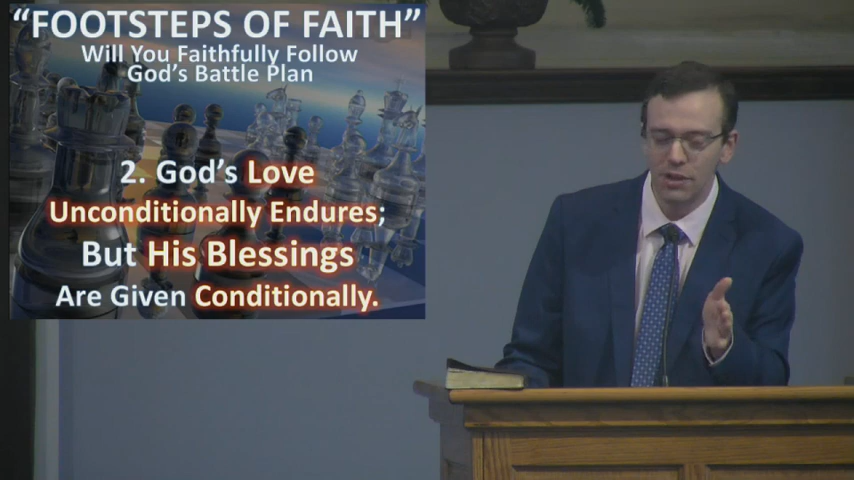 “FOOTSTEPS OF FAITH”
Will You Faithfully Follow
God’s Battle Plan
2. God’s Love
Unconditionally Endures;
But His Blessings
Are Given Conditionally.